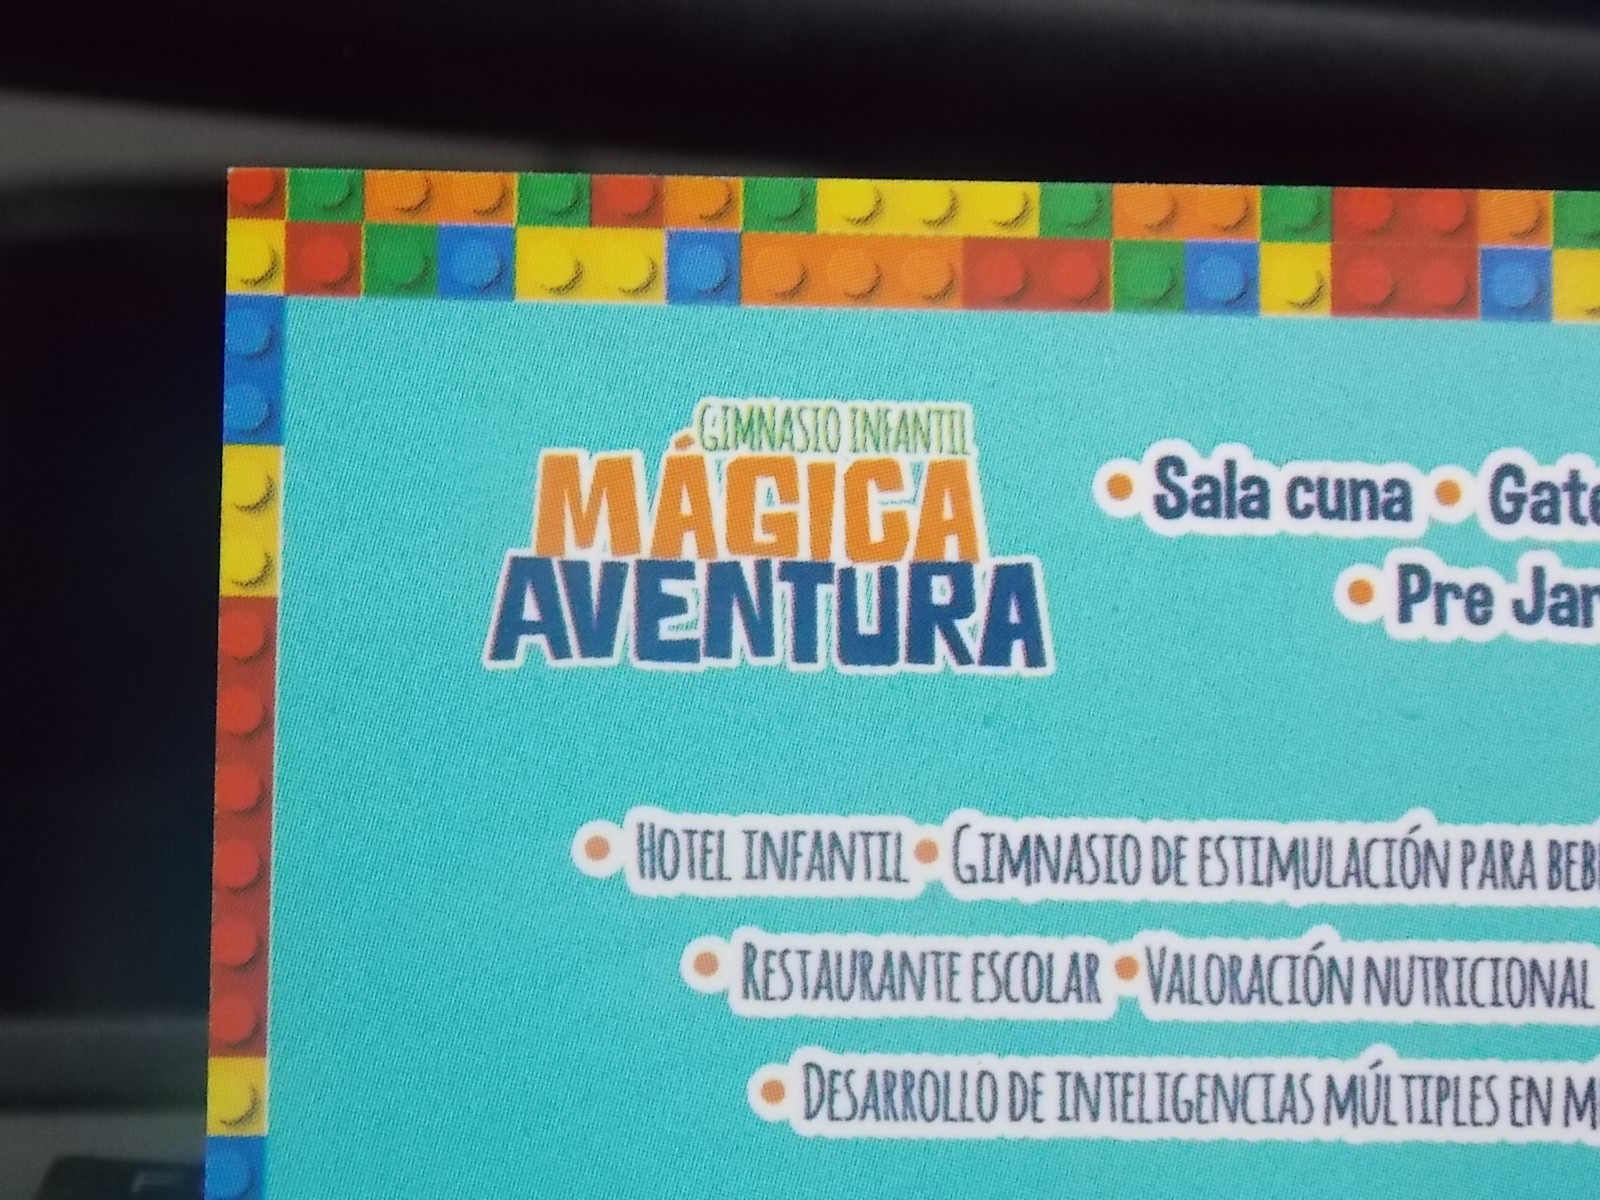 GIMNASIO INFANTIL
MÁGICA
AVENTURA
• Sala cuna •
• Pre
• HOTEL INFANTIL • GIMNASIO DE ESTIMULACIÓN PARA
• RESTAURANTE ESCOLAR • VALORACIÓN NUTRICIONAL
• DESARROLLO DE INTELIGENCIAS MÚLTIPLES EN